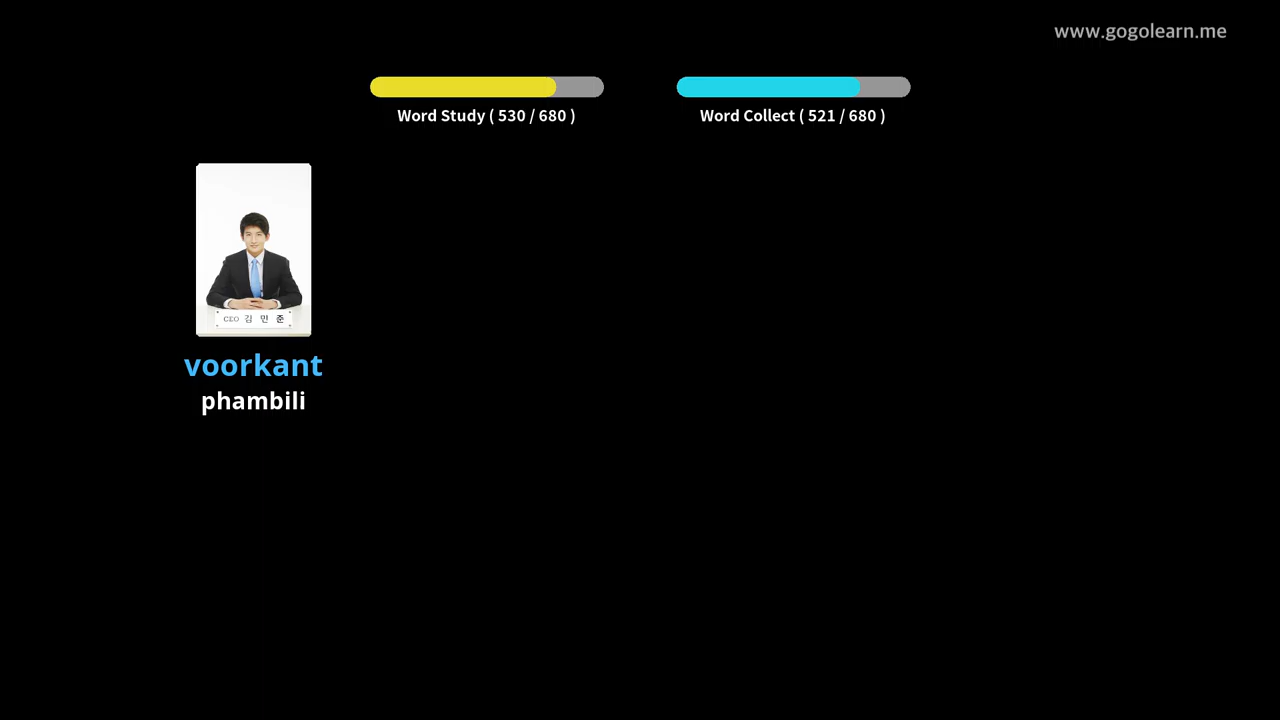 www.gogolearn.me
Word Study ( 530 / 680 )
Word Collect ( 521 / 680 )
CEO 김 민 준
voorkant
phambili